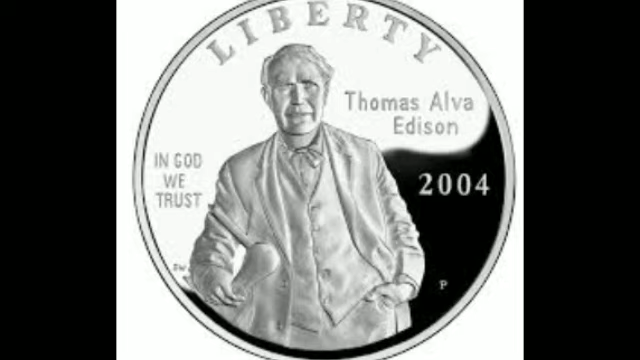 LIBERTY
Thomas Alva
Edison
IN GOD
WE
TRUST
2004
P